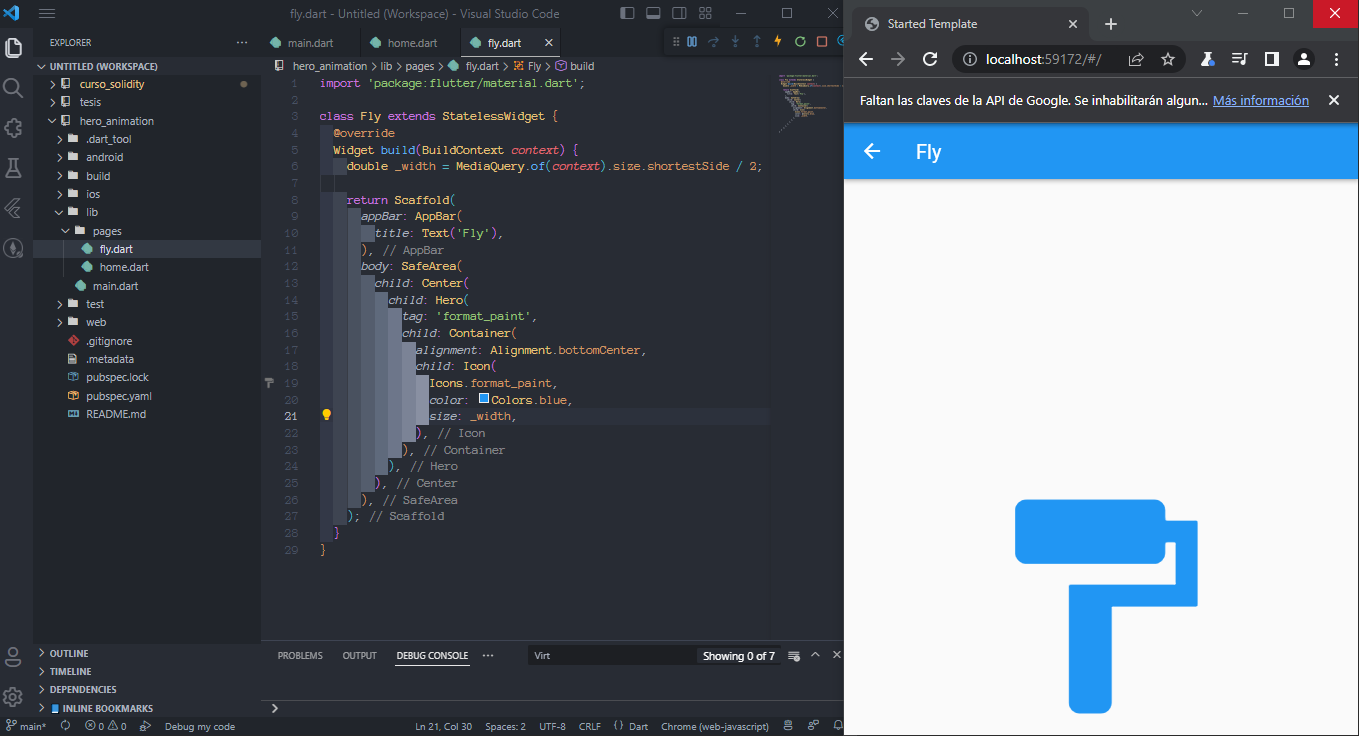 fly.dart - Untitled (Workspace) - Visual Studio Code
EXPLORER
UNTITLED (WORKSPACE)
curso_solidity
tesis
hero_animation
.dart_tool
android
build
ios
lib
pages
fly.dart
home.dart
main.dart
test
web
.gitignore
.metadata
pubspec.lock
pubspec.yaml
README.md
OUTLINE
TIMELINE
DEPENDENCIES
INLINE BOOKMARKS
main.dart
home.dart
fly.dart
hero_animation > lib > pages > fly.dart > Fly > build
1 import 'package:flutter/material.dart';
2
3 class Fly extends StatelessWidget {
4 @override
5 Widget build(BuildContext context) {
6 double _width = MediaQuery.of(context).size.shortestSide / 2;
7
8 return Scaffold(
9 appBar: AppBar(
10 title: Text('Fly'),
11 ), // AppBar
12 body: SafeArea(
13 child: Center(
14 child: Hero(
15 tag: 'format_paint',
16 child: Container(
17 alignment: Alignment.bottomCenter,
18 child: Icon(
19 Icons.format_paint,
20 color: Colors.blue,
21 size: _width,
22 ), // Icon
23 ), // Container
24 ), // Hero
25 ), // Center
26 ), // SafeArea
27 ); // Scaffold
28 }
29 }
PROBLEMS OUTPUT DEBUG CONSOLE
Virt
Showing 0 of 7
main* 0 0 Debug my code Ln 21, Col 30 Spaces: 2 UTF-8 CRLF Dart Chrome (web-javascript)
Started Template
localhost:59172/#/
Faltan las claves de la API de Google. Se inhabilitarán algun... Más información
Fly